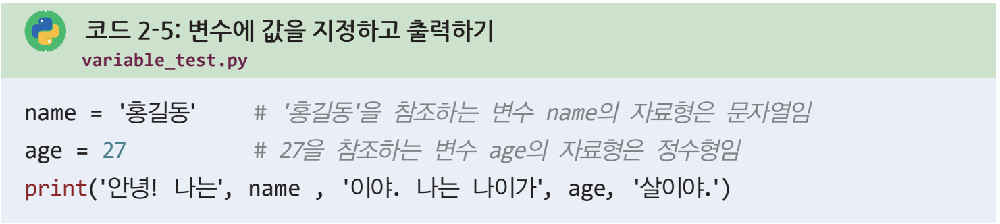 코드 2-5: 변수에 값을 지정하고 출력하기
variable_test.py
name = '홍길동' # '홍길동'을 참조하는 변수 name의 자료형은 문자열임
age = 27 # 27을 참조하는 변수 age의 자료형은 정수형임
print('안녕! 나는', name , '이야. 나는 나이가', age, '살이야.')